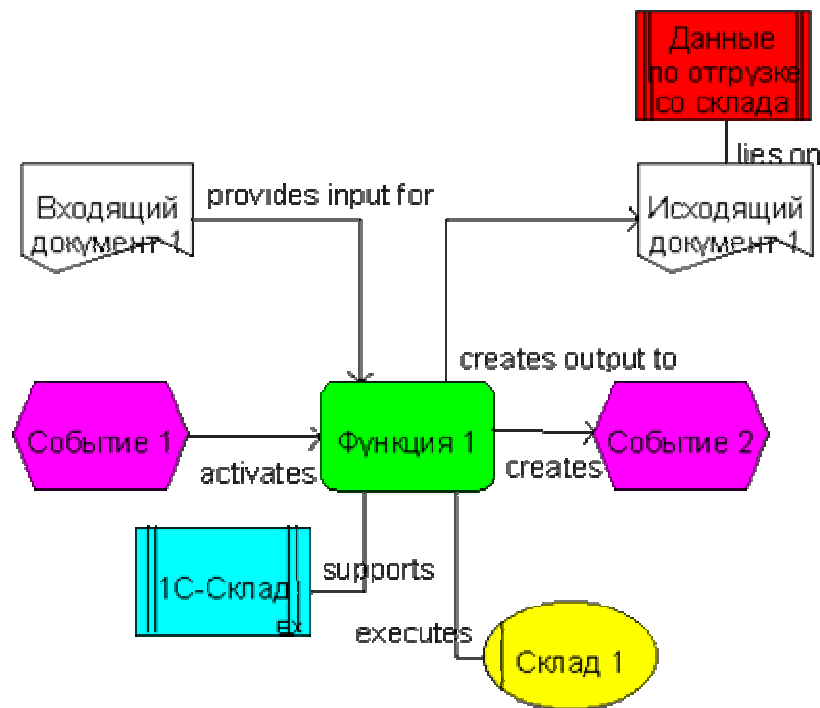 Данные
по отгрузке
со склада
lies on
Входящий
документ 1
provides input for
Исходящий
документ 1
creates output to
Событие 1
activates
Функция 1
creates
Событие 2
1С-Склад
supports
executes
Склад 1